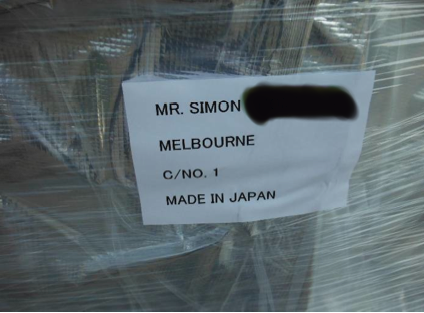 MR. SIMON
MELBOURNE
C/NO. 1
MADE IN JAPAN